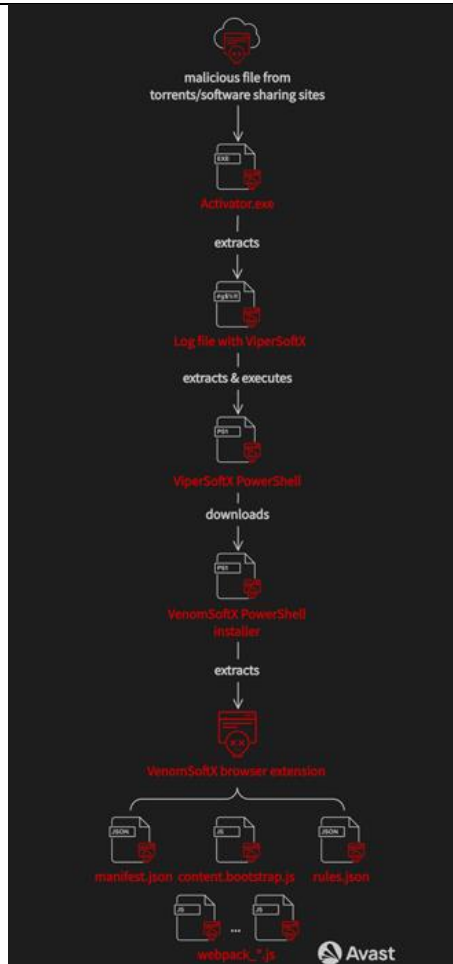 malicious file from
torrents/software sharing sites
EXE
Activator.exe
extracts
Log file with ViperSoftX
extracts & executes
PS1
ViperSoftX PowerShell
downloads
PS1
VenomSoftX PowerShell
installer
extracts
VenomSoftX browser extension
JSON JS JSON
manifest.json content.bootstrap.js rules.json
JS ... JS
webpack_*.js
Avast